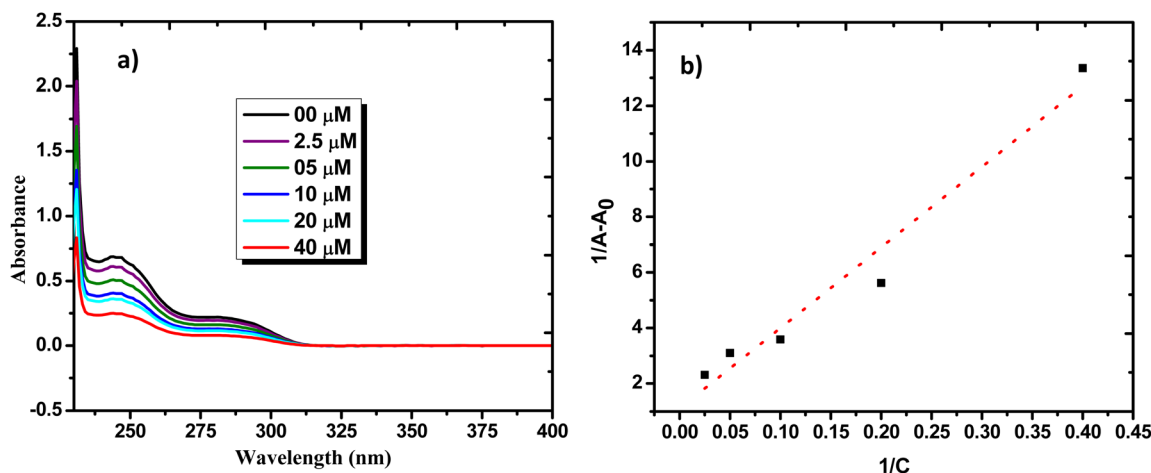 a)
00 μM
2.5 μM
05 μM
10 μM
20 μM
40 μM
2.5
2.0
1.5
1.0
0.5
0.0
-0.5
Absorbance
250 275 300 325 350 375 400
Wavelength (nm)
b)
14
12
10
8
6
4
2
1/A-A0
0.00 0.05 0.10 0.15 0.20 0.25 0.30 0.35 0.40 0.45
1/C